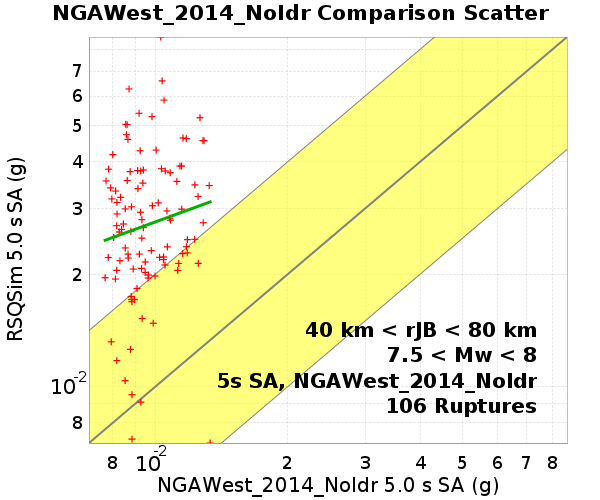 NGAWest_2014_NoIdr Comparison Scatter
RSQSim 5.0 s SA (g)
7
6
5
4
3
2
10-2
8
40 km < rJB < 80 km
7.5 < Mw < 8
5s SA, NGAWest_2014_NoIdr
106 Ruptures
8 10-2 2 3 4 5 6 7 8
NGAWest_2014_NoIdr 5.0 s SA (g)